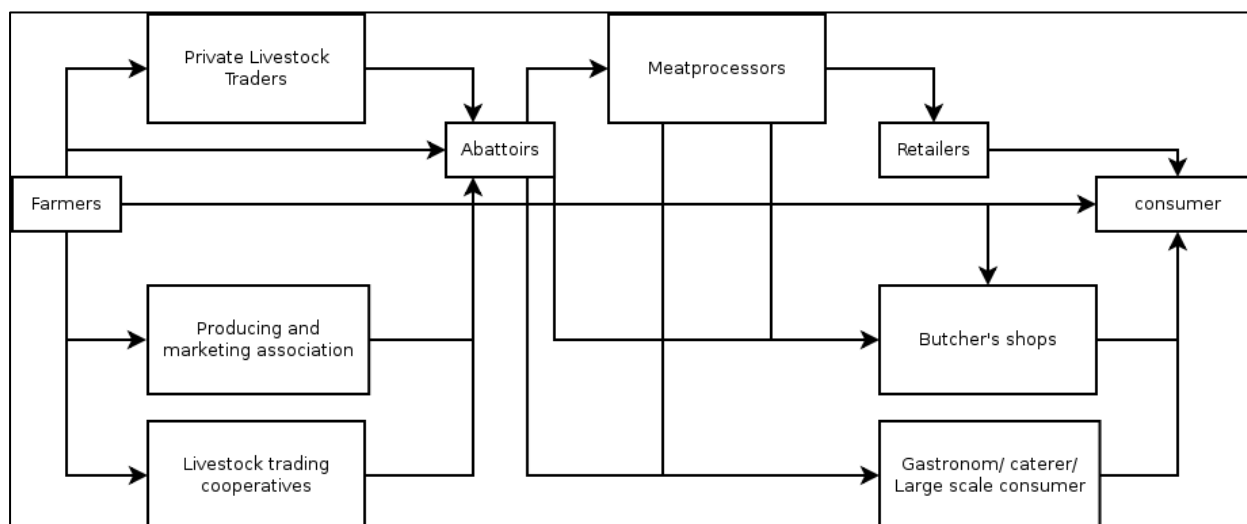 Private Livestock
Traders
Meatprocessors
Abattoirs
Retailers
Farmers
consumer
Producing and
marketing association
Butcher's shops
Livestock trading
cooperatives
Gastronom/ caterer/
Large scale consumer